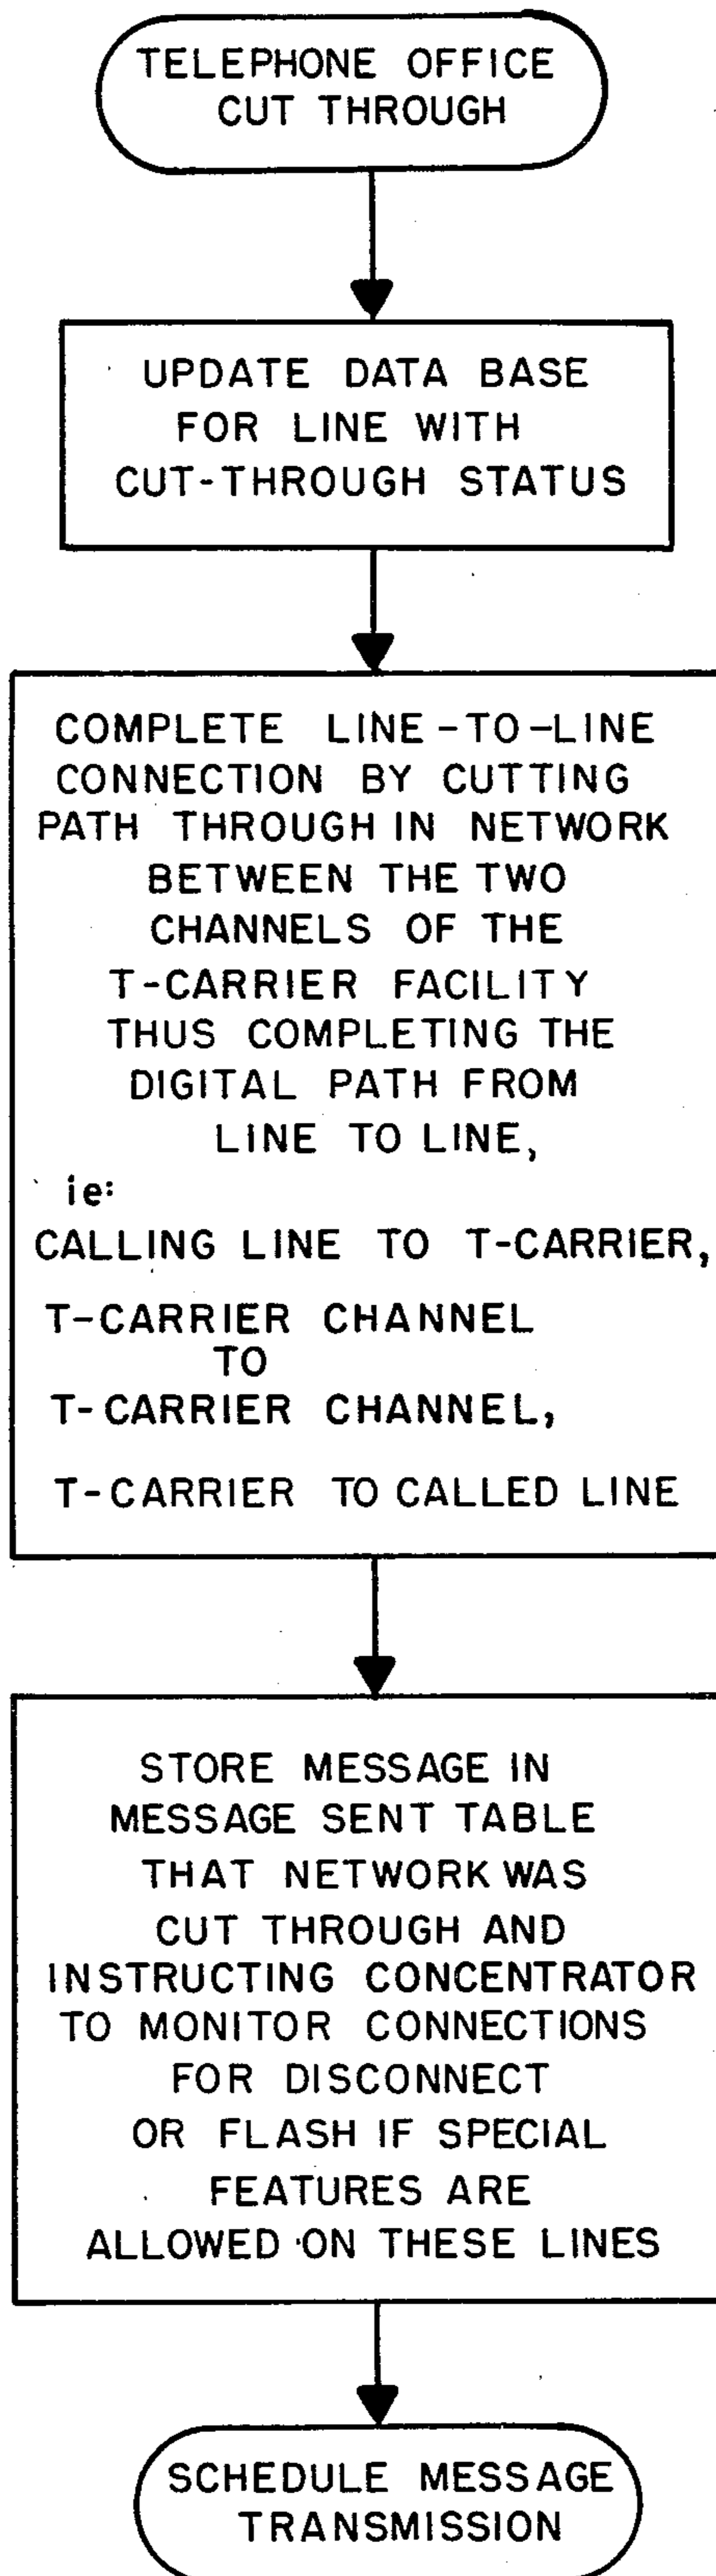 TELEPHONE OFFICE
CUT THROUGH
UPDATE DATA BASE
FOR LINE WITH
CUT-THROUGH STATUS
COMPLETE LINE-TO-LINE
CONNECTION BY CUTTING
PATH THROUGH IN NETWORK
BETWEEN THE TWO
CHANNELS OF THE
T-CARRIER FACILITY
THUS COMPLETING THE
DIGITAL PATH FROM
LINE TO LINE,
ie:
CALLING LINE TO T-CARRIER,
T-CARRIER CHANNEL
TO
T-CARRIER CHANNEL,
T-CARRIER TO CALLED LINE
STORE MESSAGE IN
MESSAGE SENT TABLE
THAT NETWORK WAS
CUT THROUGH AND
INSTRUCTING CONCENTRATOR
TO MONITOR CONNECTIONS
FOR DISCONNECT
OR FLASH IF SPECIAL
FEATURES ARE
ALLOWED ON THESE LINES
SCHEDULE MESSAGE
TRANSMISSION